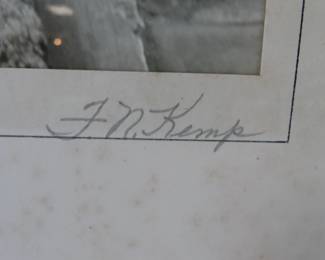 F. N. Kemp